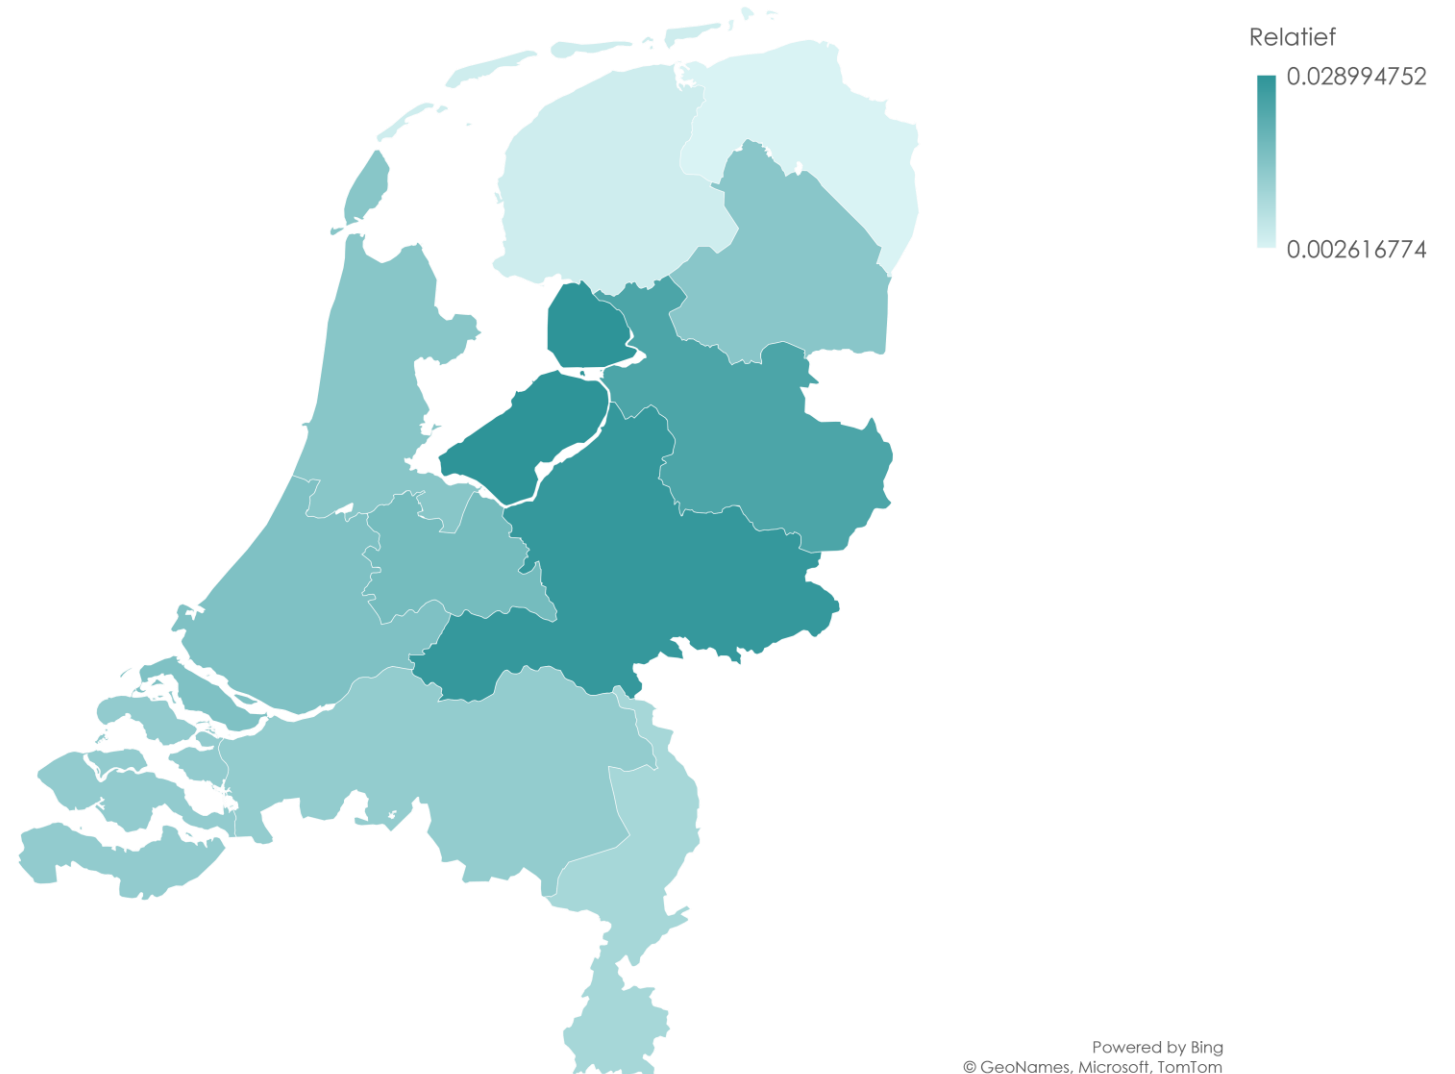 Relatief
0.028994752
0.002616774
Powered by Bing
© GeoNames, Microsoft, TomTom